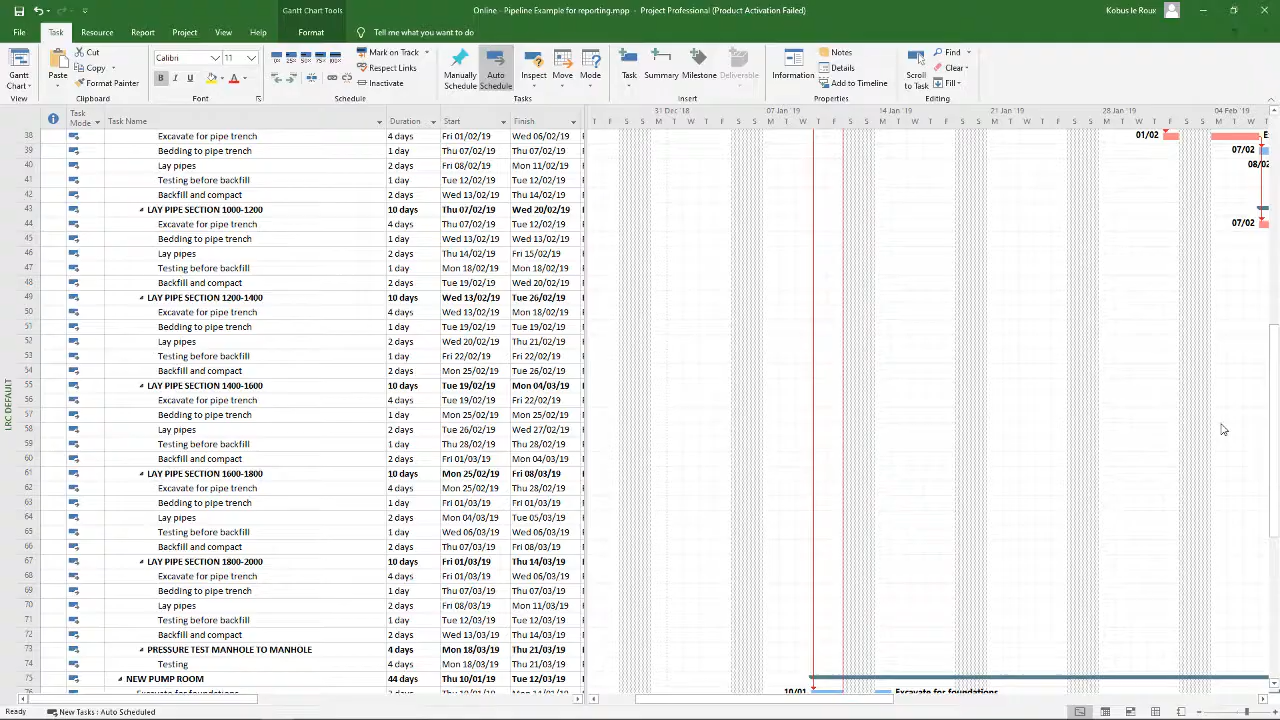 Gantt Chart Tools
Online - Pipeline Example for reporting.mpp - Project Professional (Product Activation Failed)
Kobus le Roux
File Task Resource Report Project View Help Format Tell me what you want to do
Gantt Chart
View
Paste
Cut
Copy
Format Painter
Clipboard
Calibri 11
B I U A
Font
Mark on Track
Respect Links
Inactivate
Schedule
Manually Schedule
Auto Schedule
Inspect Move Mode
Tasks
Task Summary Milestone Deliverable
Insert
Information
Notes
Details
Add to Timeline
Properties
Scroll to Task
Find
Clear
Fill
Editing
Task Mode Task Name Duration Start Finish
31 Dec '18 07 Jan '19 14 Jan '19 21 Jan '19 28 Jan '19 04 Feb '19
38 Excavate for pipe trench 4 days Fri 01/02/19 Wed 06/02/19 01/02
39 Bedding to pipe trench 1 day Thu 07/02/19 Thu 07/02/19 07/02
40 Lay pipes 2 days Fri 08/02/19 Mon 11/02/19 08/02
41 Testing before backfill 1 day Tue 12/02/19 Tue 12/02/19
42 Backfill and compact 2 days Wed 13/02/19 Thu 14/02/19
43 LAY PIPE SECTION 1000-1200 10 days Thu 07/02/19 Wed 20/02/19
44 Excavate for pipe trench 4 days Thu 07/02/19 Tue 12/02/19 07/02
45 Bedding to pipe trench 1 day Wed 13/02/19 Wed 13/02/19
46 Lay pipes 2 days Thu 14/02/19 Fri 15/02/19
47 Testing before backfill 1 day Mon 18/02/19 Mon 18/02/19
48 Backfill and compact 2 days Tue 19/02/19 Wed 20/02/19
49 LAY PIPE SECTION 1200-1400 10 days Wed 13/02/19 Tue 26/02/19
50 Excavate for pipe trench 4 days Wed 13/02/19 Mon 18/02/19
51 Bedding to pipe trench 1 day Tue 19/02/19 Tue 19/02/19
52 Lay pipes 2 days Wed 20/02/19 Thu 21/02/19
53 Testing before backfill 1 day Fri 22/02/19 Fri 22/02/19
54 Backfill and compact 2 days Mon 25/02/19 Tue 26/02/19
55 LAY PIPE SECTION 1400-1600 10 days Tue 19/02/19 Mon 04/03/19
56 Excavate for pipe trench 4 days Tue 19/02/19 Fri 22/02/19
57 Bedding to pipe trench 1 day Mon 25/02/19 Mon 25/02/19
58 Lay pipes 2 days Tue 26/02/19 Wed 27/02/19
59 Testing before backfill 1 day Thu 28/02/19 Thu 28/02/19
60 Backfill and compact 2 days Fri 01/03/19 Mon 04/03/19
61 LAY PIPE SECTION 1600-1800 10 days Mon 25/02/19 Fri 08/03/19
62 Excavate for pipe trench 4 days Mon 25/02/19 Thu 28/02/19
63 Bedding to pipe trench 1 day Fri 01/03/19 Fri 01/03/19
64 Lay pipes 2 days Mon 04/03/19 Tue 05/03/19
65 Testing before backfill 1 day Wed 06/03/19 Wed 06/03/19
66 Backfill and compact 2 days Thu 07/03/19 Fri 08/03/19
67 LAY PIPE SECTION 1800-2000 10 days Fri 01/03/19 Thu 14/03/19
68 Excavate for pipe trench 4 days Fri 01/03/19 Wed 06/03/19
69 Bedding to pipe trench 1 day Thu 07/03/19 Thu 07/03/19
70 Lay pipes 2 days Fri 08/03/19 Mon 11/03/19
71 Testing before backfill 1 day Tue 12/03/19 Tue 12/03/19
72 Backfill and compact 2 days Wed 13/03/19 Thu 14/03/19
73 PRESSURE TEST MANHOLE TO MANHOLE 4 days Mon 18/03/19 Thu 21/03/19
74 Testing 4 days Mon 18/03/19 Thu 21/03/19
75 NEW PUMP ROOM 44 days Thu 10/01/19 Tue 12/03/19
Excavate for foundations 10/01 Excavate for foundations
LRC DEFAULT
Ready New Tasks : Auto Scheduled